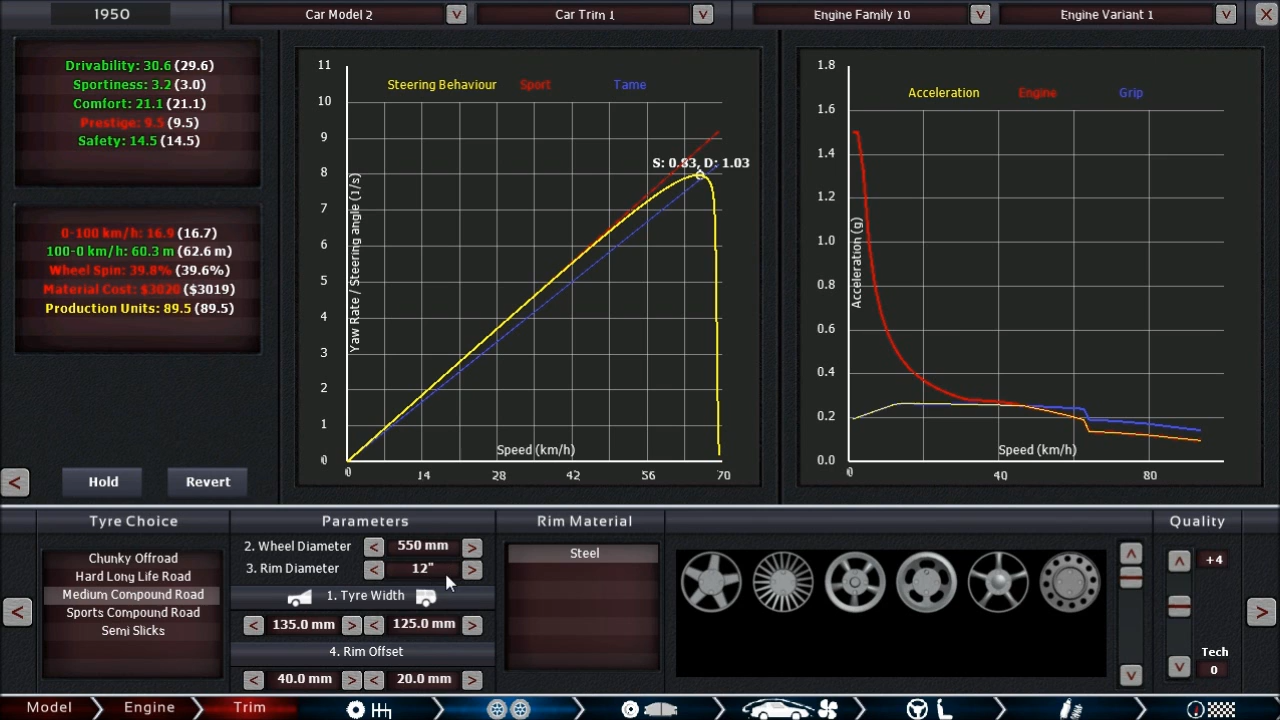 1950
Car Model 2
Car Trim 1
Engine Family 10
Engine Variant 1
Drivability: 30.6 (29.6)
Sportiness: 3.2 (3.0)
Comfort: 21.1 (21.1)
Prestige: 9.5 (9.5)
Safety: 14.5 (14.5)
0-100 km/h: 16.9 (16.7)
100-0 km/h: 60.3 m (62.6 m)
Wheel Spin: 39.8% (39.6%)
Material Cost: $3020 ($3019)
Production Units: 89.5 (89.5)
Hold
Revert
Steering Behaviour Sport Tame
S: 0.83, D: 1.03
Yaw Rate / Steering angle (1/s)
11
10
9
8
7
6
5
4
3
2
1
0
Speed (km/h)
0 14 28 42 56 70
Acceleration Engine Grip
Acceleration (g)
1.8
1.6
1.4
1.2
1.0
0.8
0.6
0.4
0.2
0.0
Speed (km/h)
0 40 80
Tyre Choice
Chunky Offroad
Hard Long Life Road
Medium Compound Road
Sports Compound Road
Semi Slicks
Parameters
2. Wheel Diameter < 550 mm >
3. Rim Diameter < 12" >
1. Tyre Width
< 135.0 mm > < 125.0 mm >
4. Rim Offset
< 40.0 mm > < 20.0 mm >
Rim Material
Steel
Quality
+4
Tech
0
Model
Engine
Trim